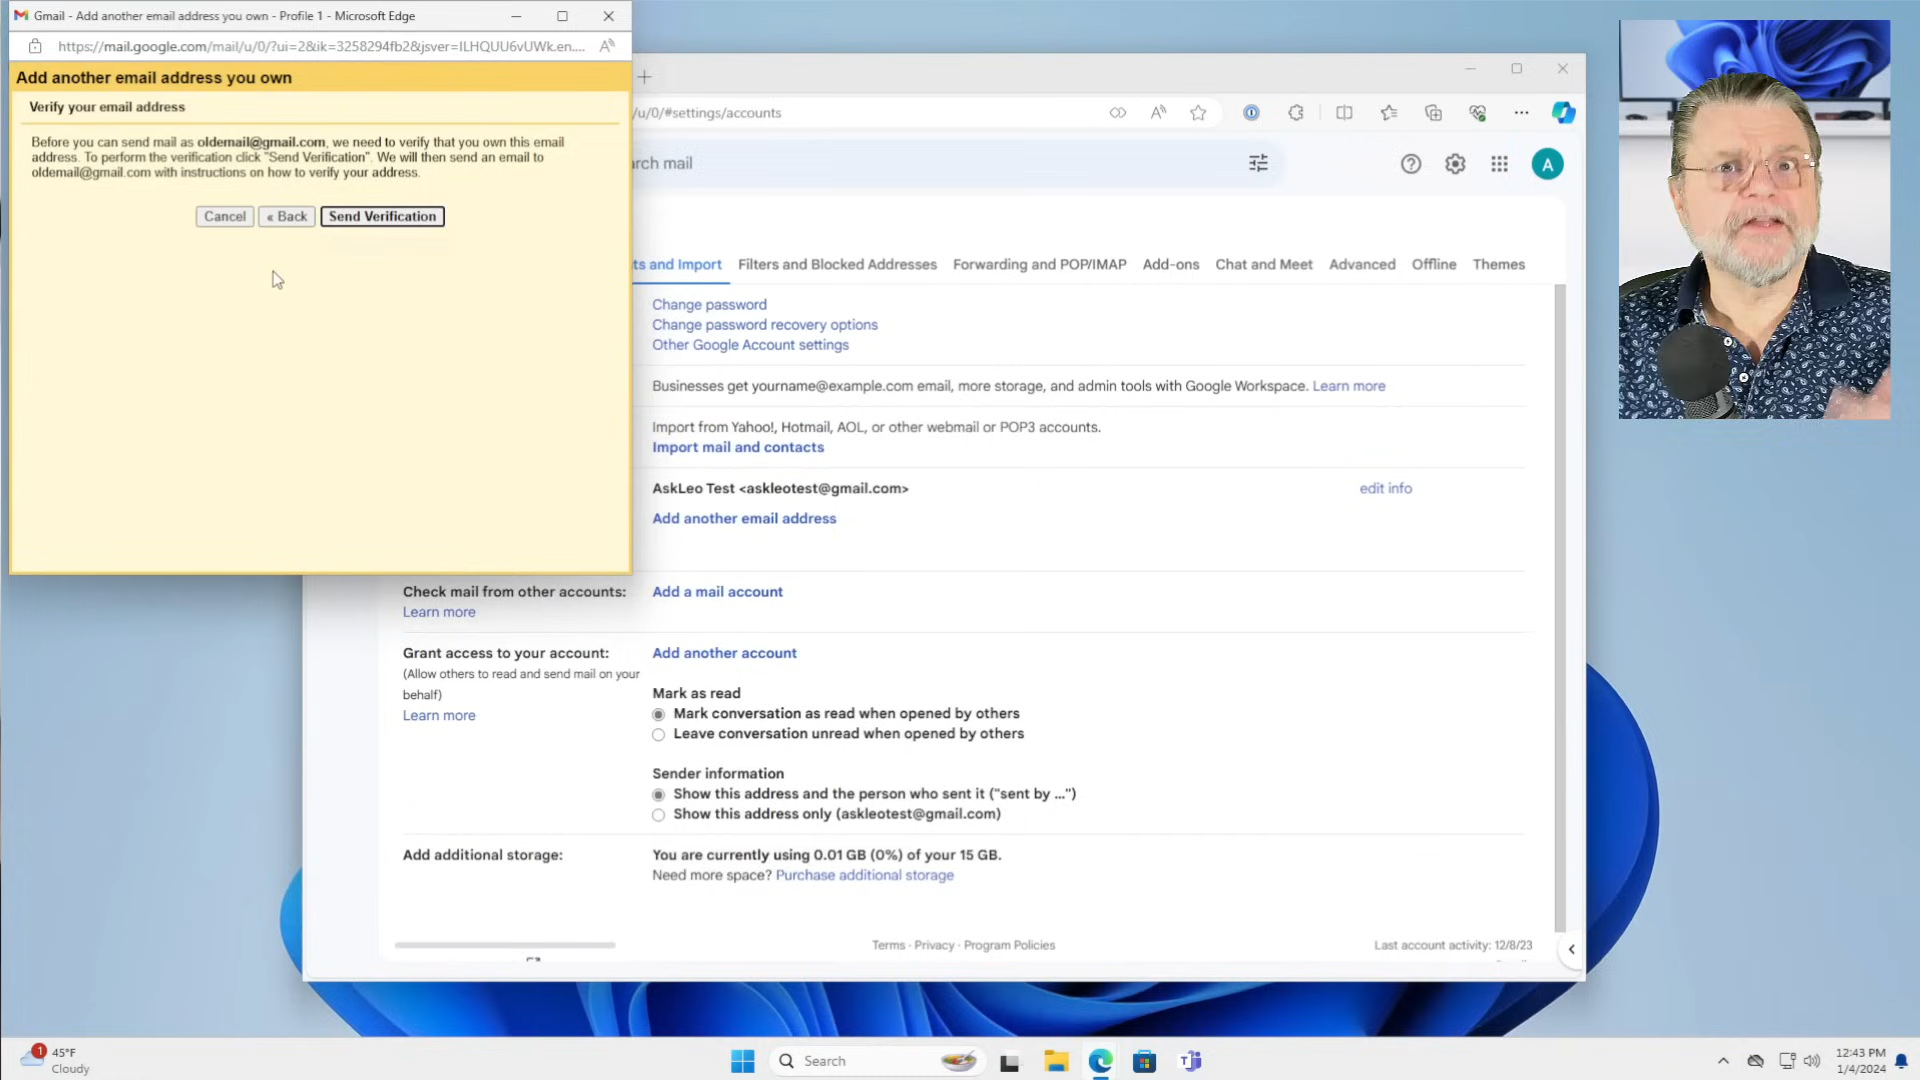 Gmail - Add another email address you own - Profile 1 - Microsoft Edge
https://mail.google.com/mail/u/0/?ui=2&ik=3258294fb2&jsver=ILHQUU6vUWk.en....
Add another email address you own
Verify your email address
Before you can send mail as oldemail@gmail.com, we need to verify that you own this email
address. To perform the verification click "Send Verification". We will then send an email to
oldemail@gmail.com with instructions on how to verify your address.
Cancel
« Back
Send Verification
/u/0/#settings/accounts
rch mail
A
ts and Import
Filters and Blocked Addresses
Forwarding and POP/IMAP
Add-ons
Chat and Meet
Advanced
Offline
Themes
Change password
Change password recovery options
Other Google Account settings
Businesses get yourname@example.com email, more storage, and admin tools with Google Workspace. Learn more
Import from Yahoo!, Hotmail, AOL, or other webmail or POP3 accounts.
Import mail and contacts
AskLeo Test <askleotest@gmail.com>
edit info
Add another email address
Check mail from other accounts:
Add a mail account
Learn more
Grant access to your account:
Add another account
(Allow others to read and send mail on your
behalf)
Learn more
Mark as read
Mark conversation as read when opened by others
Leave conversation unread when opened by others
Sender information
Show this address and the person who sent it ("sent by ...")
Show this address only (askleotest@gmail.com)
Add additional storage:
You are currently using 0.01 GB (0%) of your 15 GB.
Need more space? Purchase additional storage
Terms · Privacy · Program Policies
Last account activity: 12/8/23
1
45°F
Cloudy
Search
12:43 PM
1/4/2024